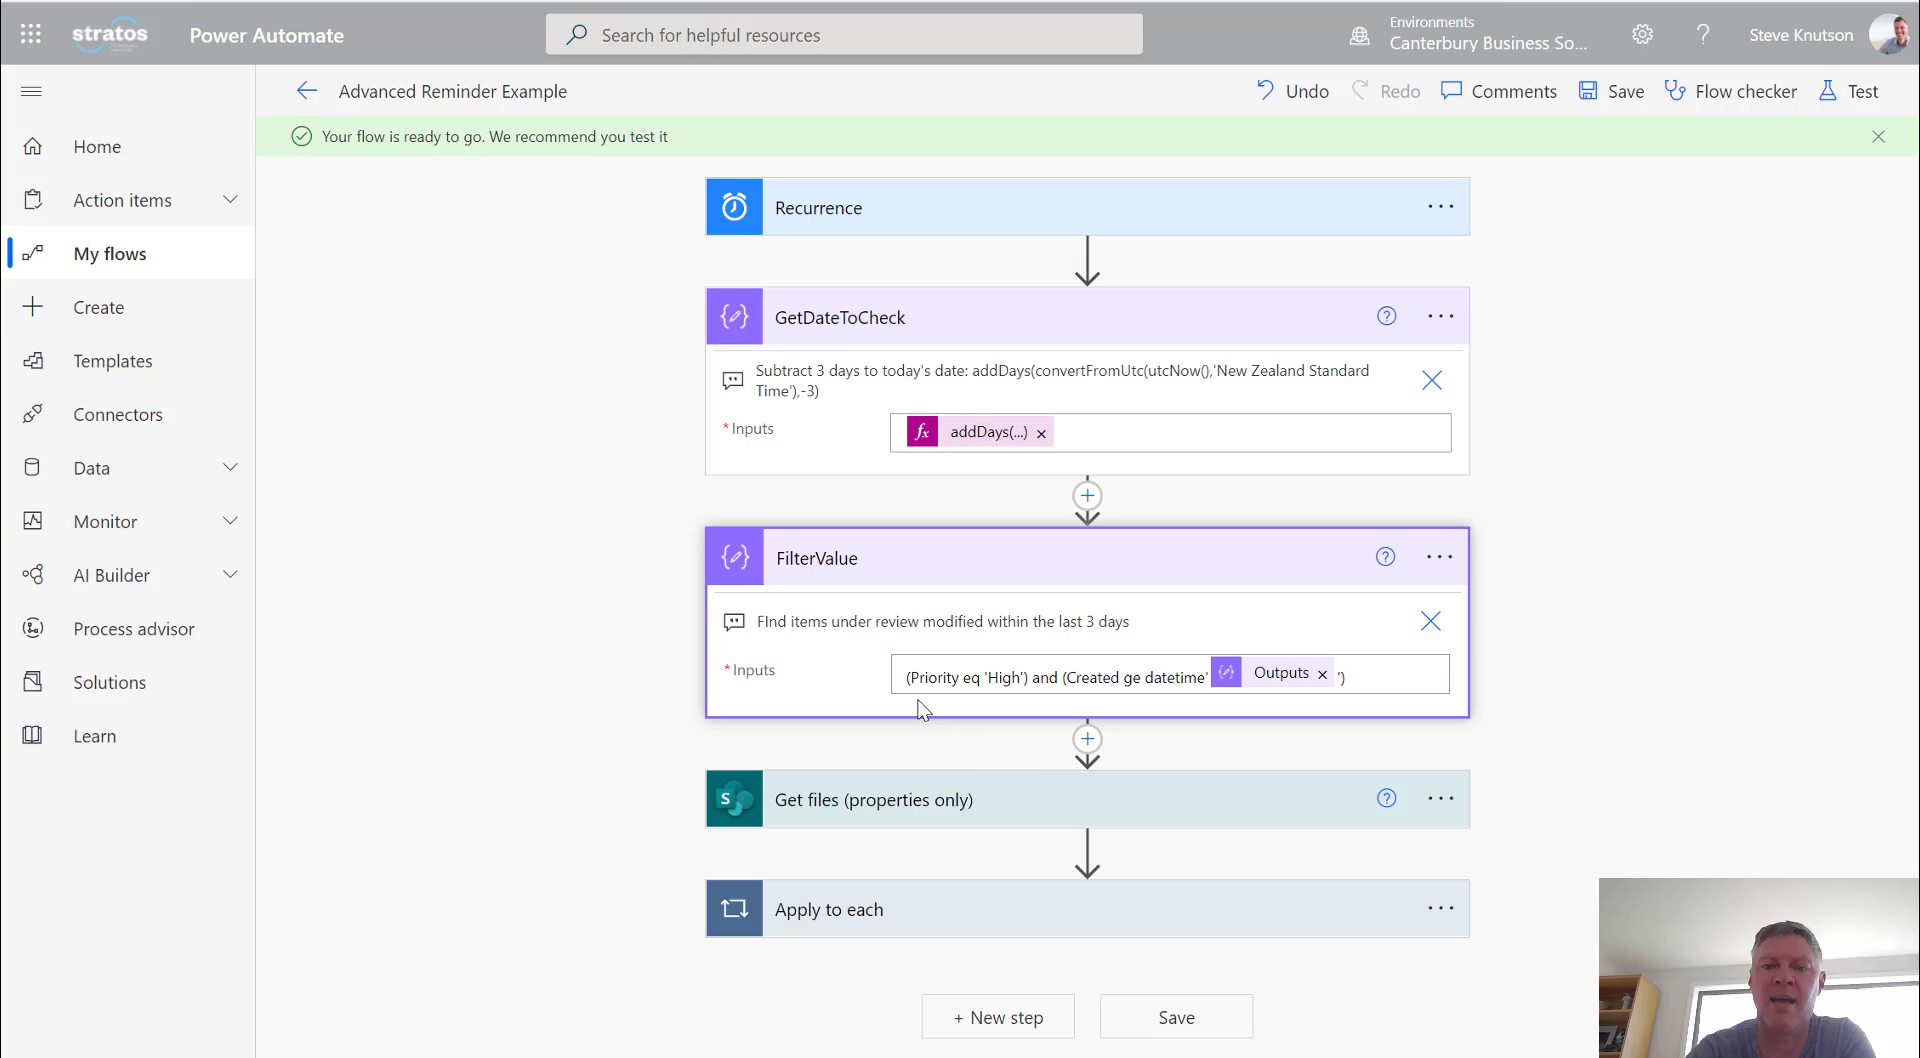 stratos
Power Automate
Search for helpful resources
Environments
Canterbury Business So...
Steve Knutson
Advanced Reminder Example
Undo
Redo
Comments
Save
Flow checker
Test
Your flow is ready to go. We recommend you test it
Home
Action items
My flows
Create
Templates
Connectors
Data
Monitor
AI Builder
Process advisor
Solutions
Learn
Recurrence
GetDateToCheck
Subtract 3 days to today's date: addDays(convertFromUtc(utcNow(),'New Zealand Standard
Time'),-3)
*Inputs
fx addDays(...) ×
FilterValue
FInd items under review modified within the last 3 days
*Inputs
(Priority eq 'High') and (Created ge datetime' Outputs × ')
Get files (properties only)
Apply to each
+ New step
Save